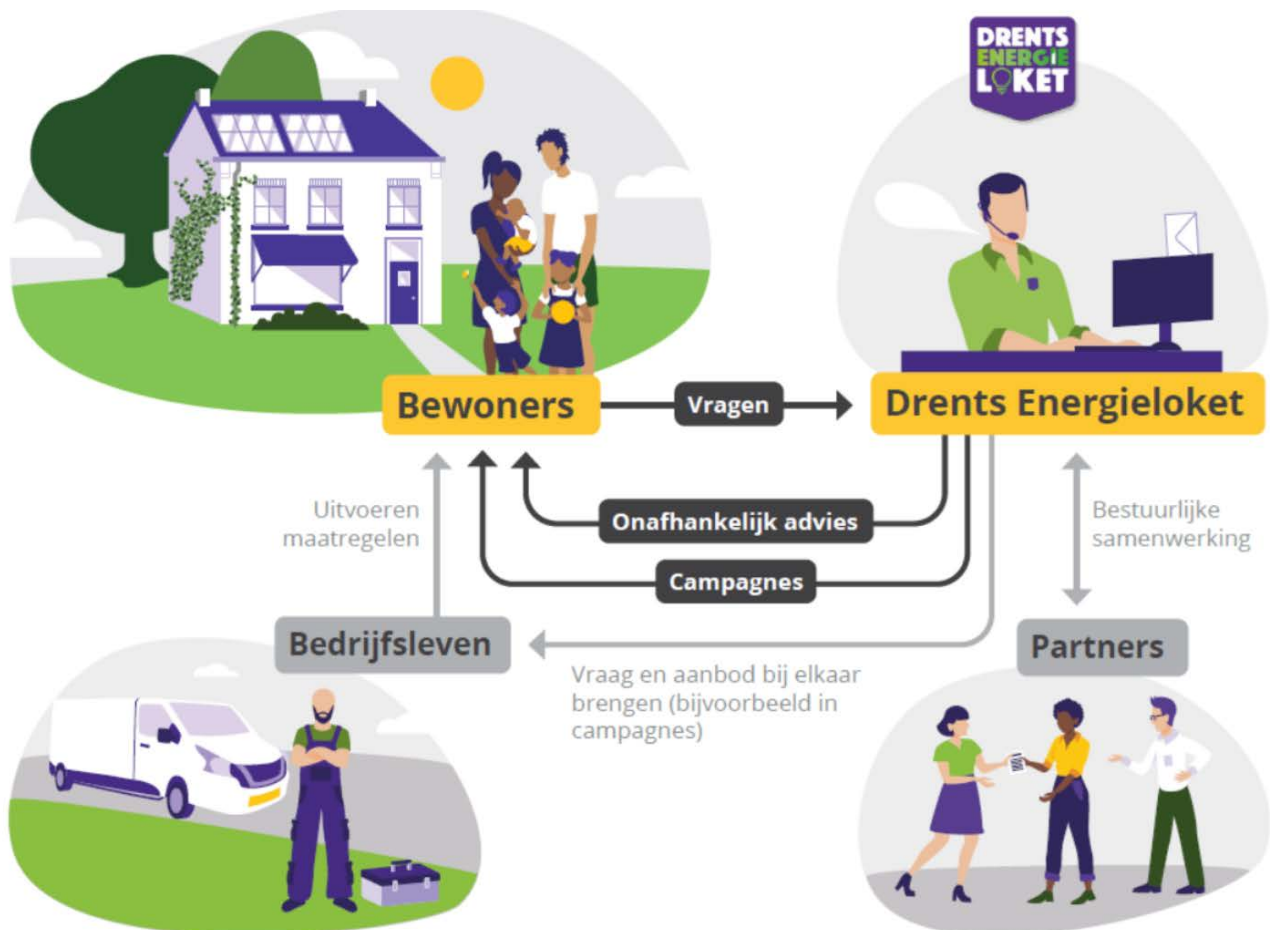 DRENTS
ENERGIE
LOKET
Bewoners
Vragen
Drents Energieloket
Uitvoeren
maatregelen
Onafhankelijk advies
Campagnes
Bestuurlijke
samenwerking
Bedrijfsleven
Vraag en aanbod bij elkaar
brengen (bijvoorbeeld in
campagnes)
Partners